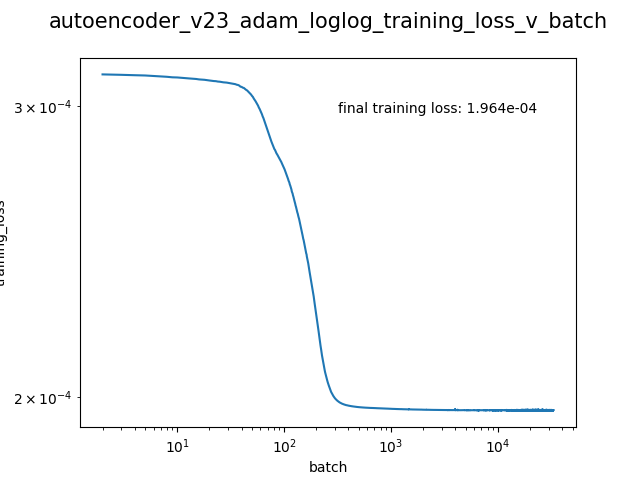 autoencoder_v23_adam_loglog_training_loss_v_batch
3 × 10⁻⁴
final training loss: 1.964e-04
training_loss
2 × 10⁻⁴
10¹ 10² 10³ 10⁴
batch